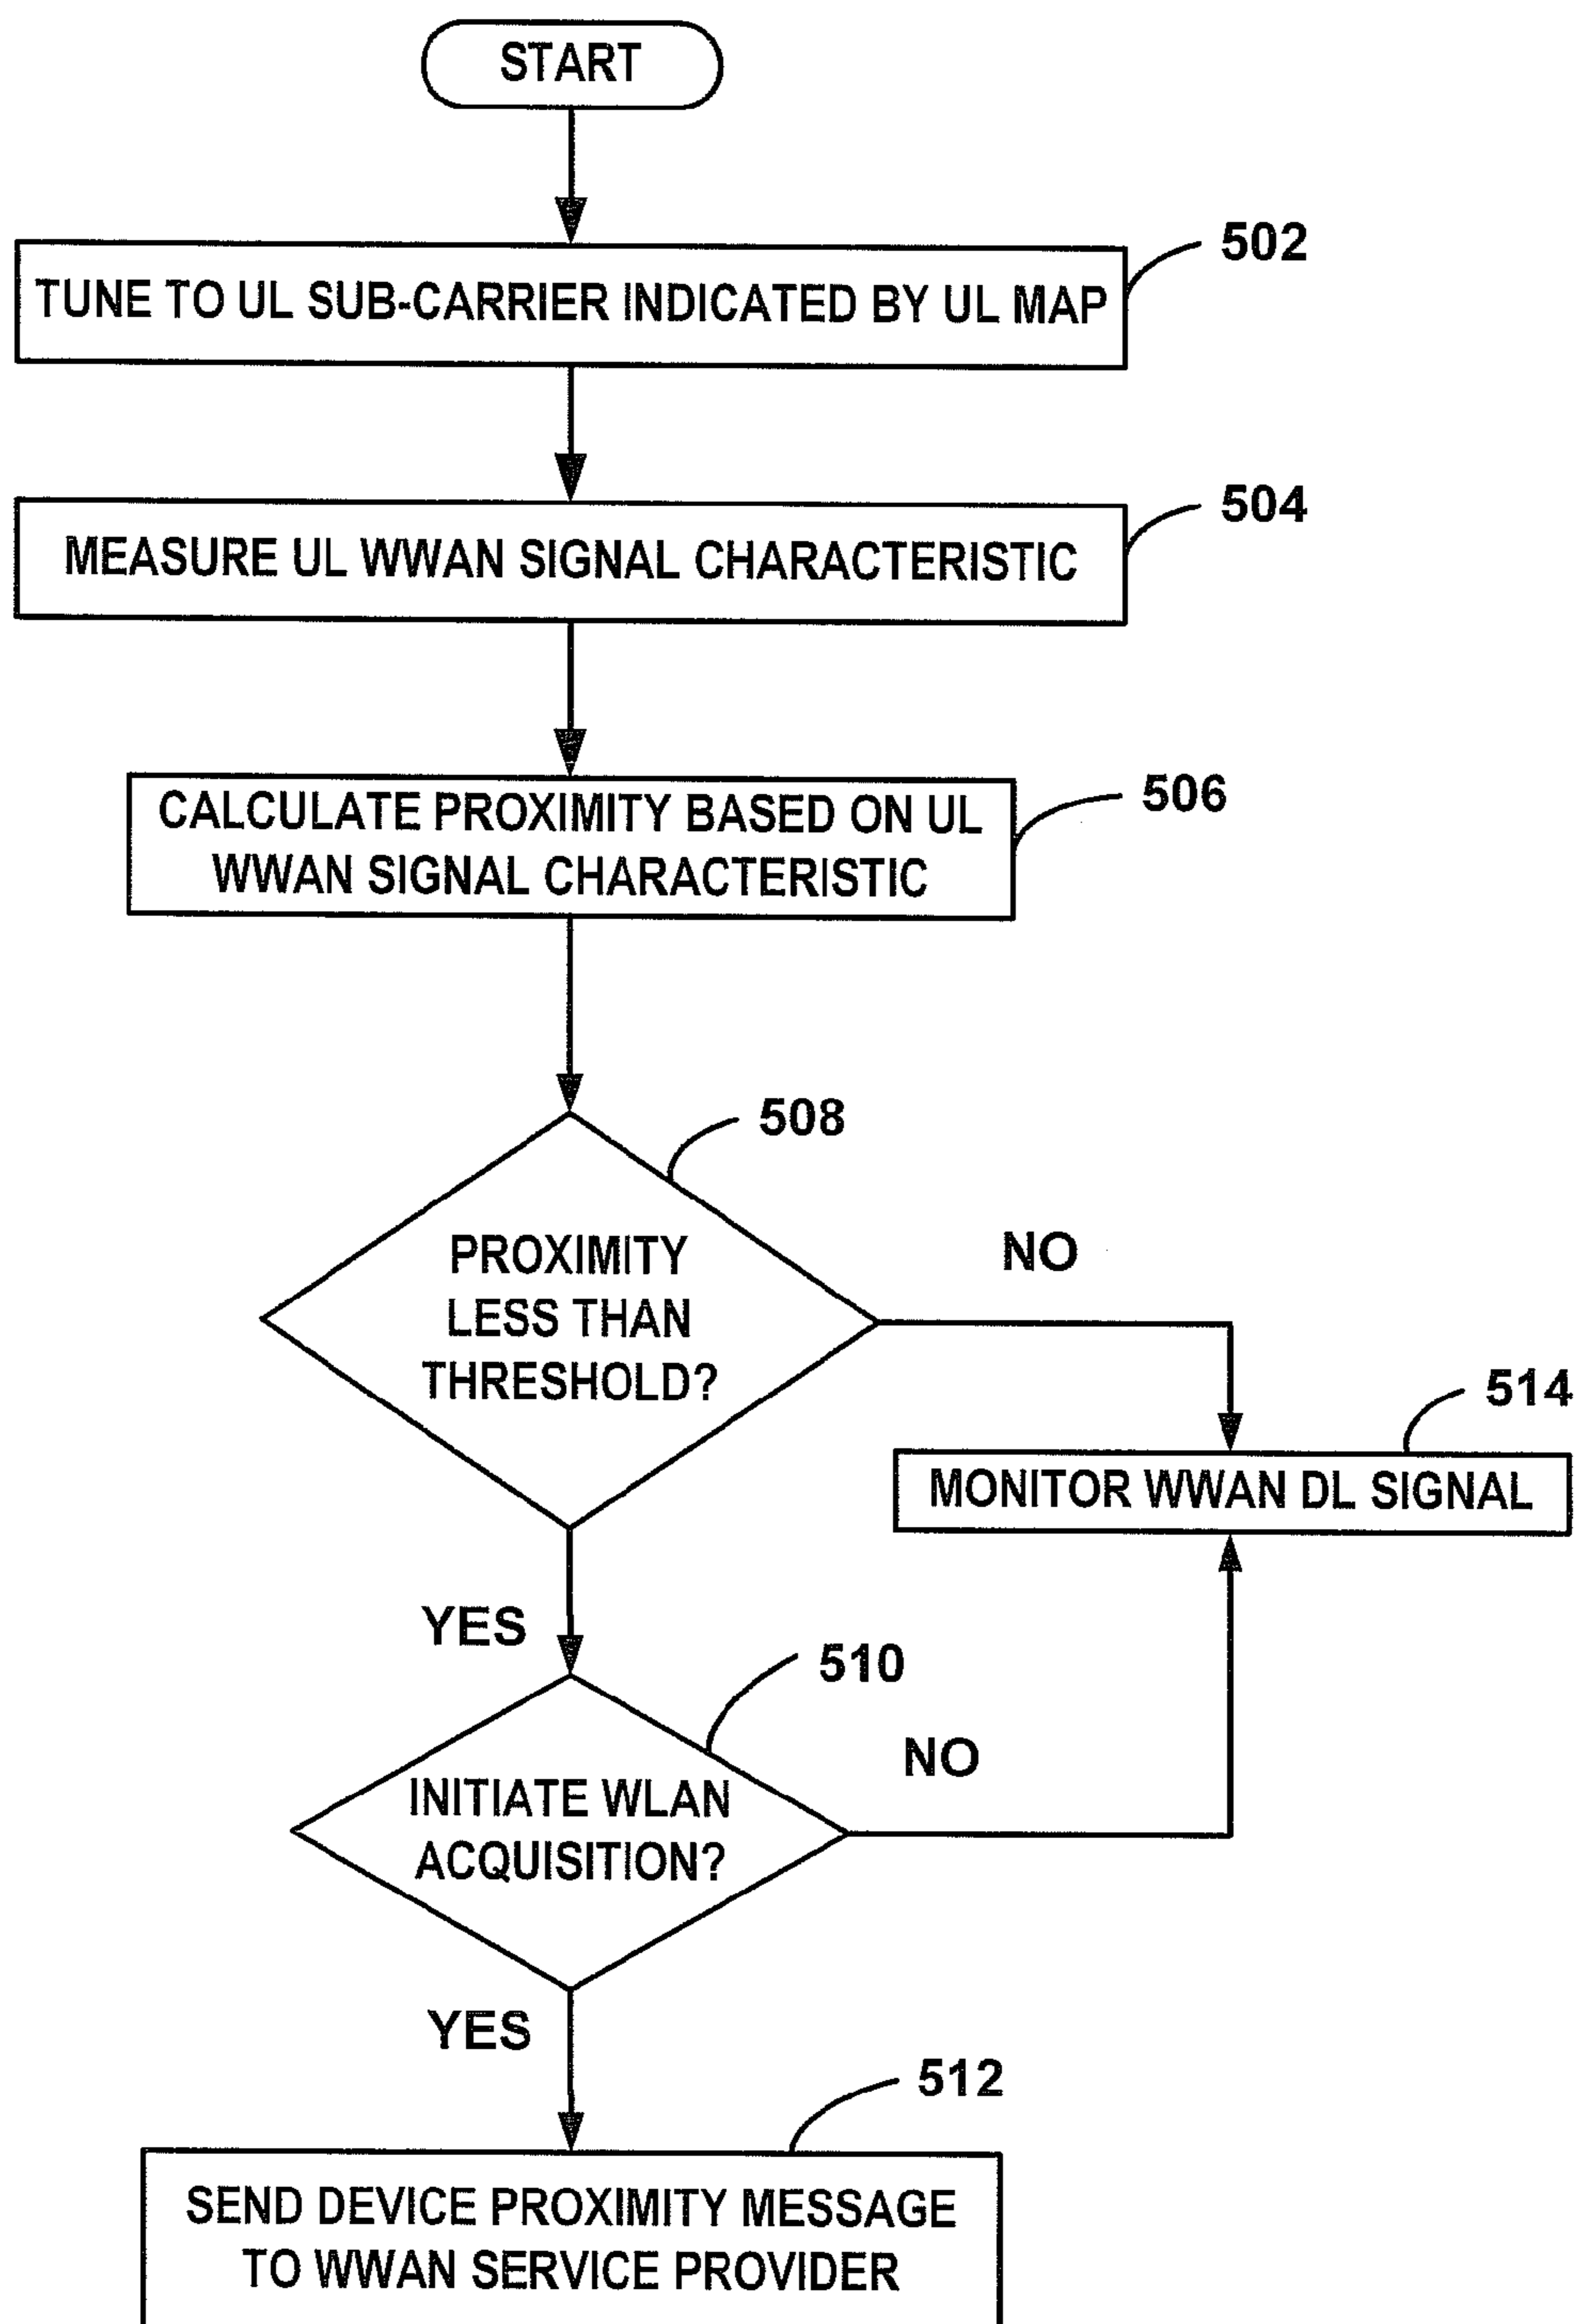 START
502
TUNE TO UL SUB-CARRIER INDICATED BY UL MAP
504
MEASURE UL WWAN SIGNAL CHARACTERISTIC
506
CALCULATE PROXIMITY BASED ON UL
WWAN SIGNAL CHARACTERISTIC
508
PROXIMITY
LESS THAN
THRESHOLD?
NO
514
MONITOR WWAN DL SIGNAL
YES
510
INITIATE WLAN
ACQUISITION?
NO
YES
512
SEND DEVICE PROXIMITY MESSAGE
TO WWAN SERVICE PROVIDER